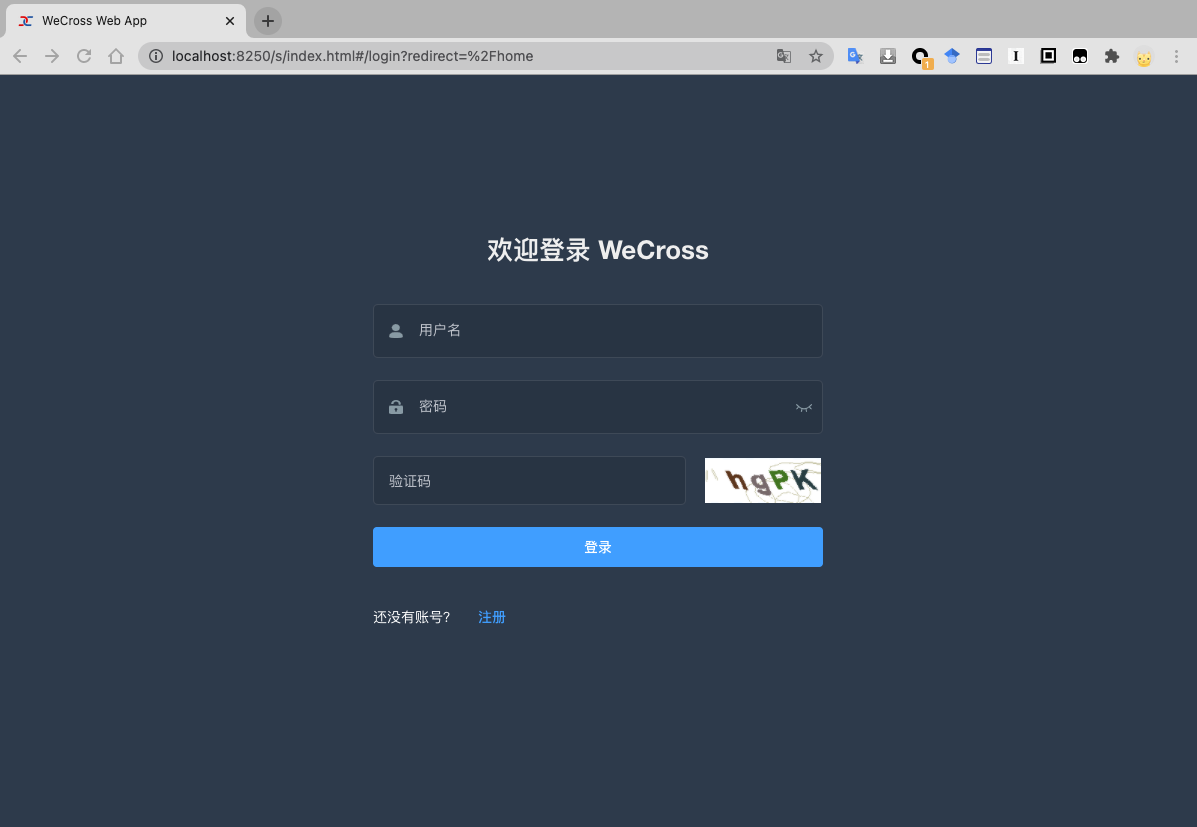 WeCross Web App
localhost:8250/s/index.html#/login?redirect=%2Fhome
1
I
欢迎登录 WeCross
用户名
密码
验证码
hgPK
登录
还没有账号? 注册